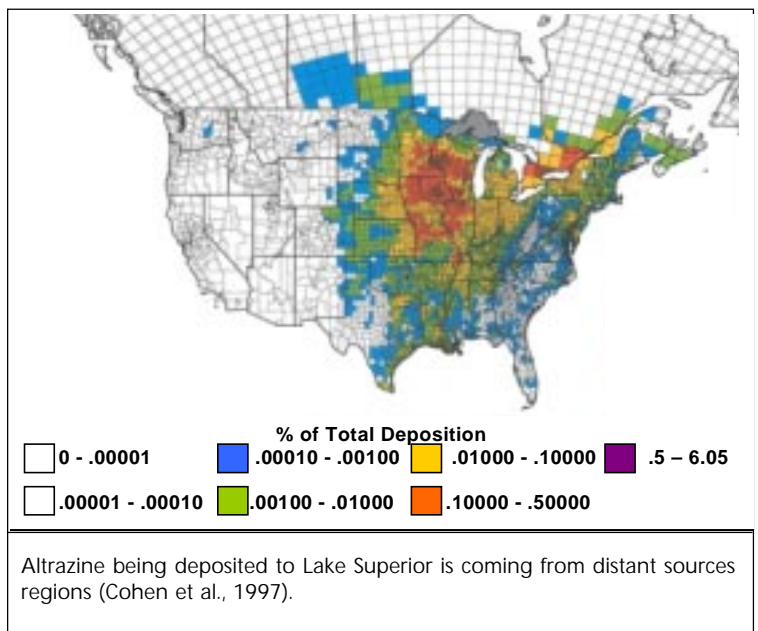 % of Total Deposition
0 - .00001 .00010 - .00100 .01000 - .10000 .5 – 6.05
.00001 - .00010 .00100 - .01000 .10000 - .50000
Altrazine being deposited to Lake Superior is coming from distant sources
regions (Cohen et al., 1997).